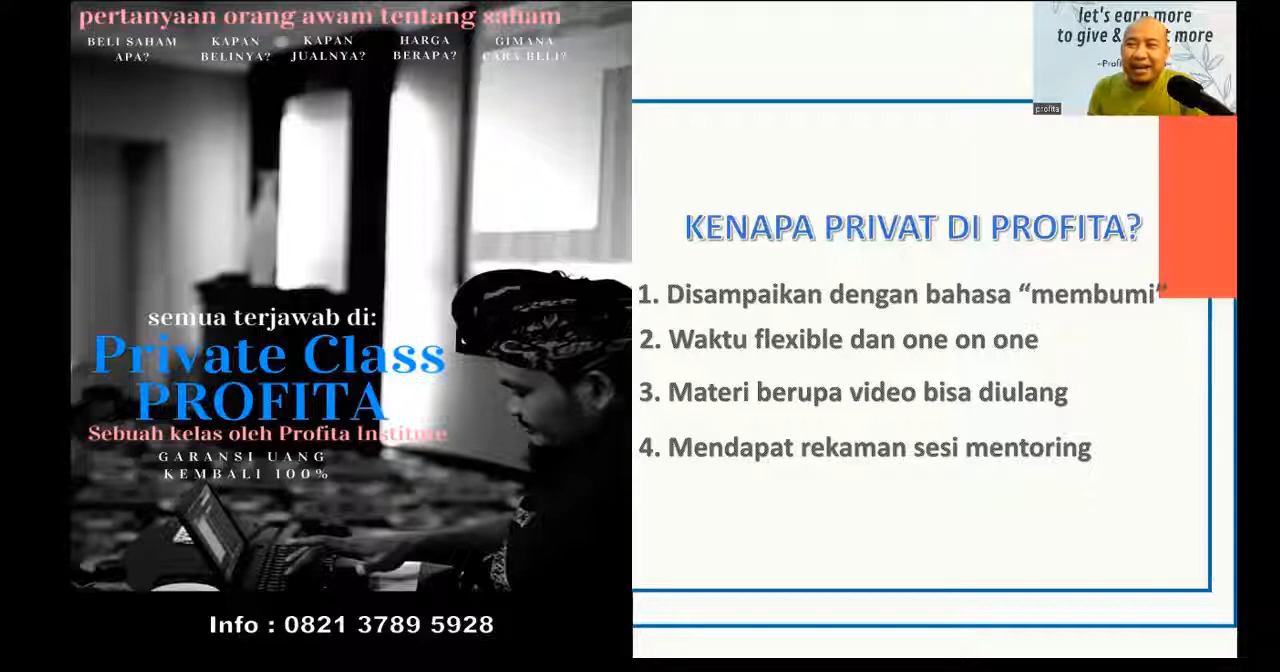 pertanyaan orang awam tentang saham
BELI SAHAM APA?
KAPAN BELINYA?
KAPAN JUALNYA?
HARGA BERAPA?
GIMANA CARA BELI?
semua terjawab di:
Private Class
PROFITA
Sebuah kelas oleh Profita Institute
GARANSI UANG
KEMBALI 100%
Info : 0821 3789 5928
let's earn more
to give & more
profita
KENAPA PRIVAT DI PROFITA?
1. Disampaikan dengan bahasa “membumi”
2. Waktu flexible dan one on one
3. Materi berupa video bisa diulang
4. Mendapat rekaman sesi mentoring